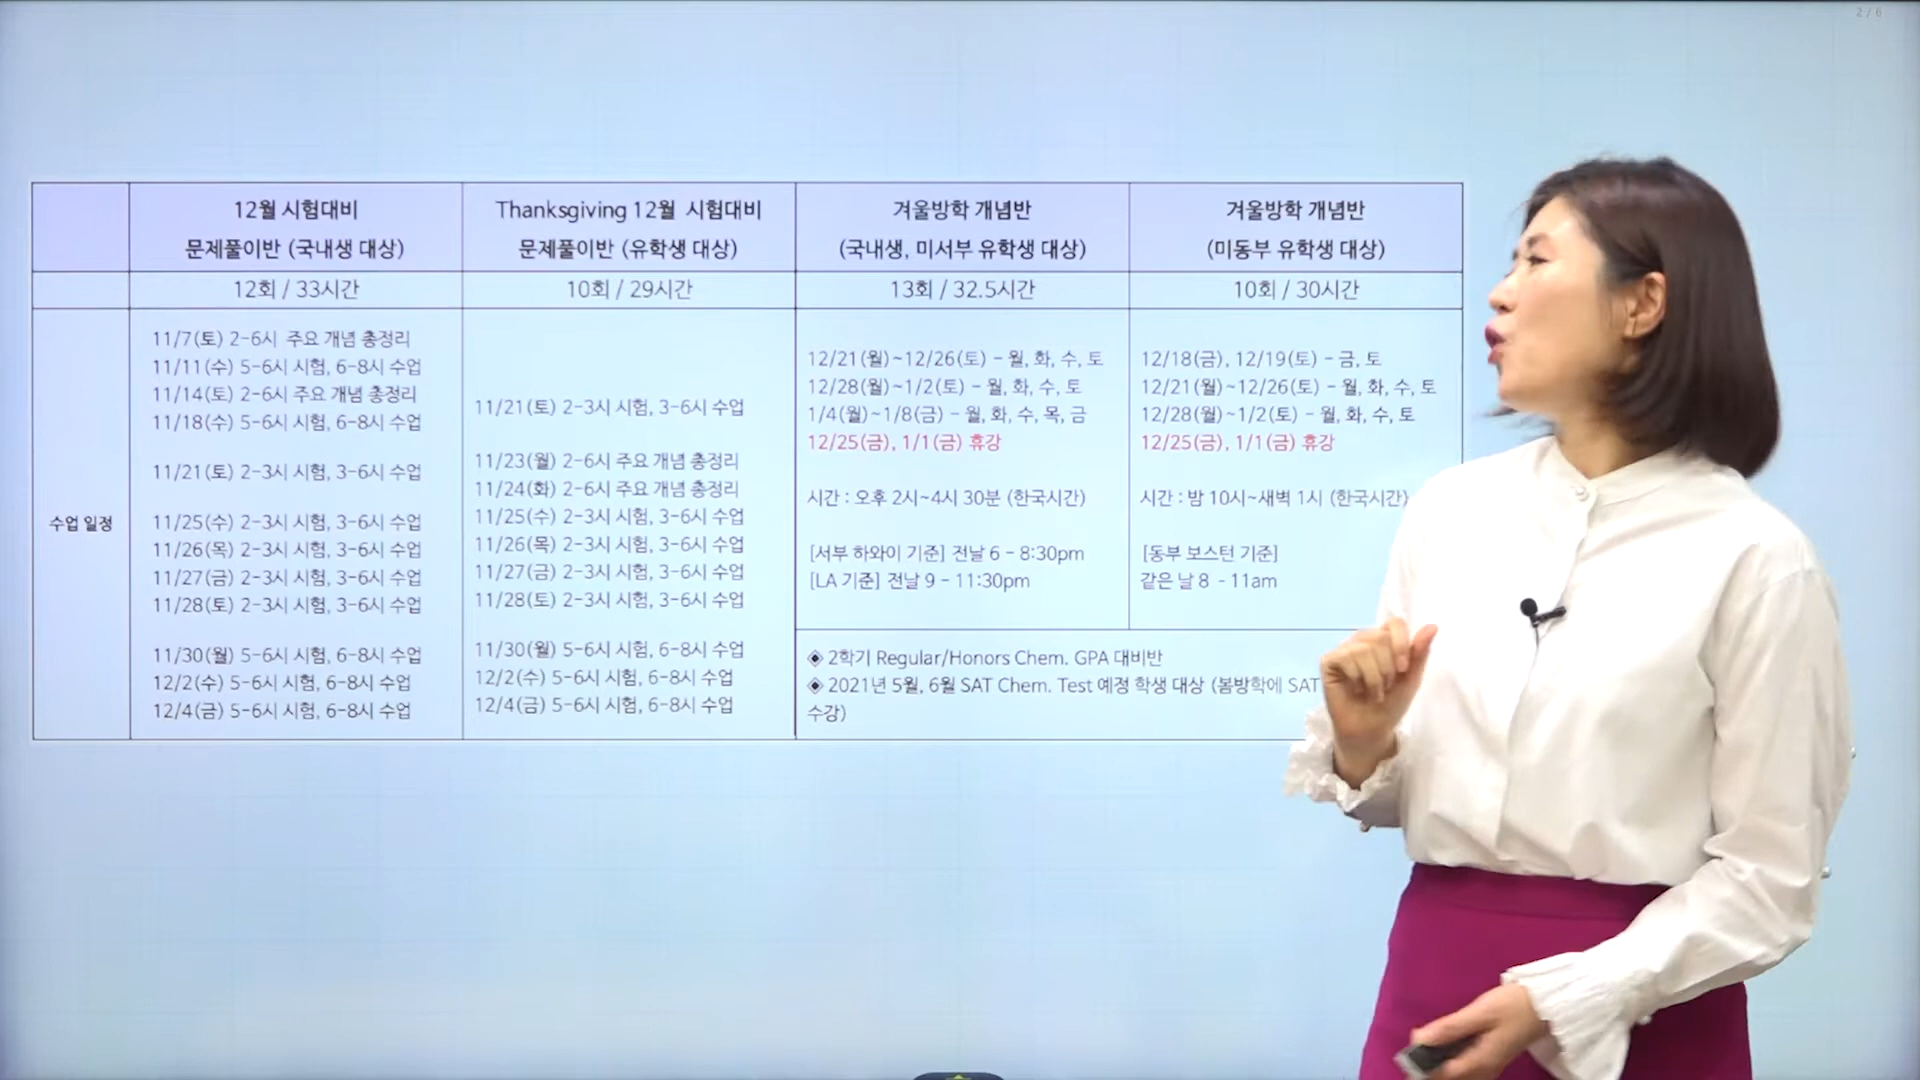 2 / 6
12월 시험대비
문제풀이반 (국내생 대상)
Thanksgiving 12월 시험대비
문제풀이반 (유학생 대상)
겨울방학 개념반
(국내생, 미서부 유학생 대상)
겨울방학 개념반
(미동부 유학생 대상)
12회 / 33시간
10회 / 29시간
13회 / 32.5시간
10회 / 30시간
수업 일정
11/7(토) 2-6시 주요 개념 총정리
11/11(수) 5-6시 시험, 6-8시 수업
11/14(토) 2-6시 주요 개념 총정리
11/18(수) 5-6시 시험, 6-8시 수업
11/21(토) 2-3시 시험, 3-6시 수업
11/25(수) 2-3시 시험, 3-6시 수업
11/26(목) 2-3시 시험, 3-6시 수업
11/27(금) 2-3시 시험, 3-6시 수업
11/28(토) 2-3시 시험, 3-6시 수업
11/30(월) 5-6시 시험, 6-8시 수업
12/2(수) 5-6시 시험, 6-8시 수업
12/4(금) 5-6시 시험, 6-8시 수업
11/21(토) 2-3시 시험, 3-6시 수업
11/23(월) 2-6시 주요 개념 총정리
11/24(화) 2-6시 주요 개념 총정리
11/25(수) 2-3시 시험, 3-6시 수업
11/26(목) 2-3시 시험, 3-6시 수업
11/27(금) 2-3시 시험, 3-6시 수업
11/28(토) 2-3시 시험, 3-6시 수업
11/30(월) 5-6시 시험, 6-8시 수업
12/2(수) 5-6시 시험, 6-8시 수업
12/4(금) 5-6시 시험, 6-8시 수업
12/21(월)~12/26(토) - 월, 화, 수, 토
12/28(월)~1/2(토) - 월, 화, 수, 토
1/4(월)~1/8(금) - 월, 화, 수, 목, 금
12/25(금), 1/1(금) 휴강
시간 : 오후 2시~4시 30분 (한국시간)
[서부 하와이 기준] 전날 6 - 8:30pm
[LA 기준] 전날 9 - 11:30pm
12/18(금), 12/19(토) - 금, 토
12/21(월)~12/26(토) - 월, 화, 수, 토
12/28(월)~1/2(토) - 월, 화, 수, 토
12/25(금), 1/1(금) 휴강
시간 : 밤 10시~새벽 1시 (한국시간)
[동부 보스턴 기준]
같은 날 8 - 11am
◈ 2학기 Regular/Honors Chem. GPA 대비반
◈ 2021년 5월, 6월 SAT Chem. Test 예정 학생 대상 (봄방학에 SAT
수강)